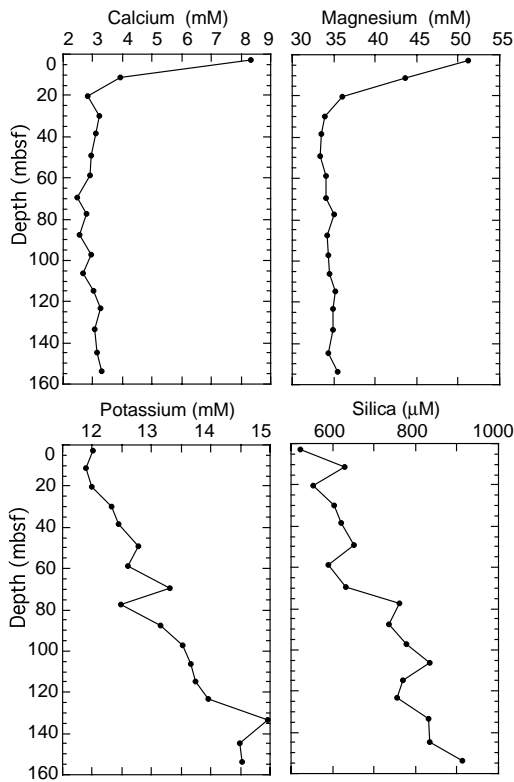 Calcium (mM)
2 3 4 5 6 7 8 9
Magnesium (mM)
30 35 40 45 50 55
Depth (mbsf)
0
20
40
60
80
100
120
140
160
Potassium (mM)
12 13 14 15
Silica (µM)
600 800 1000
Depth (mbsf)
0
20
40
60
80
100
120
140
160